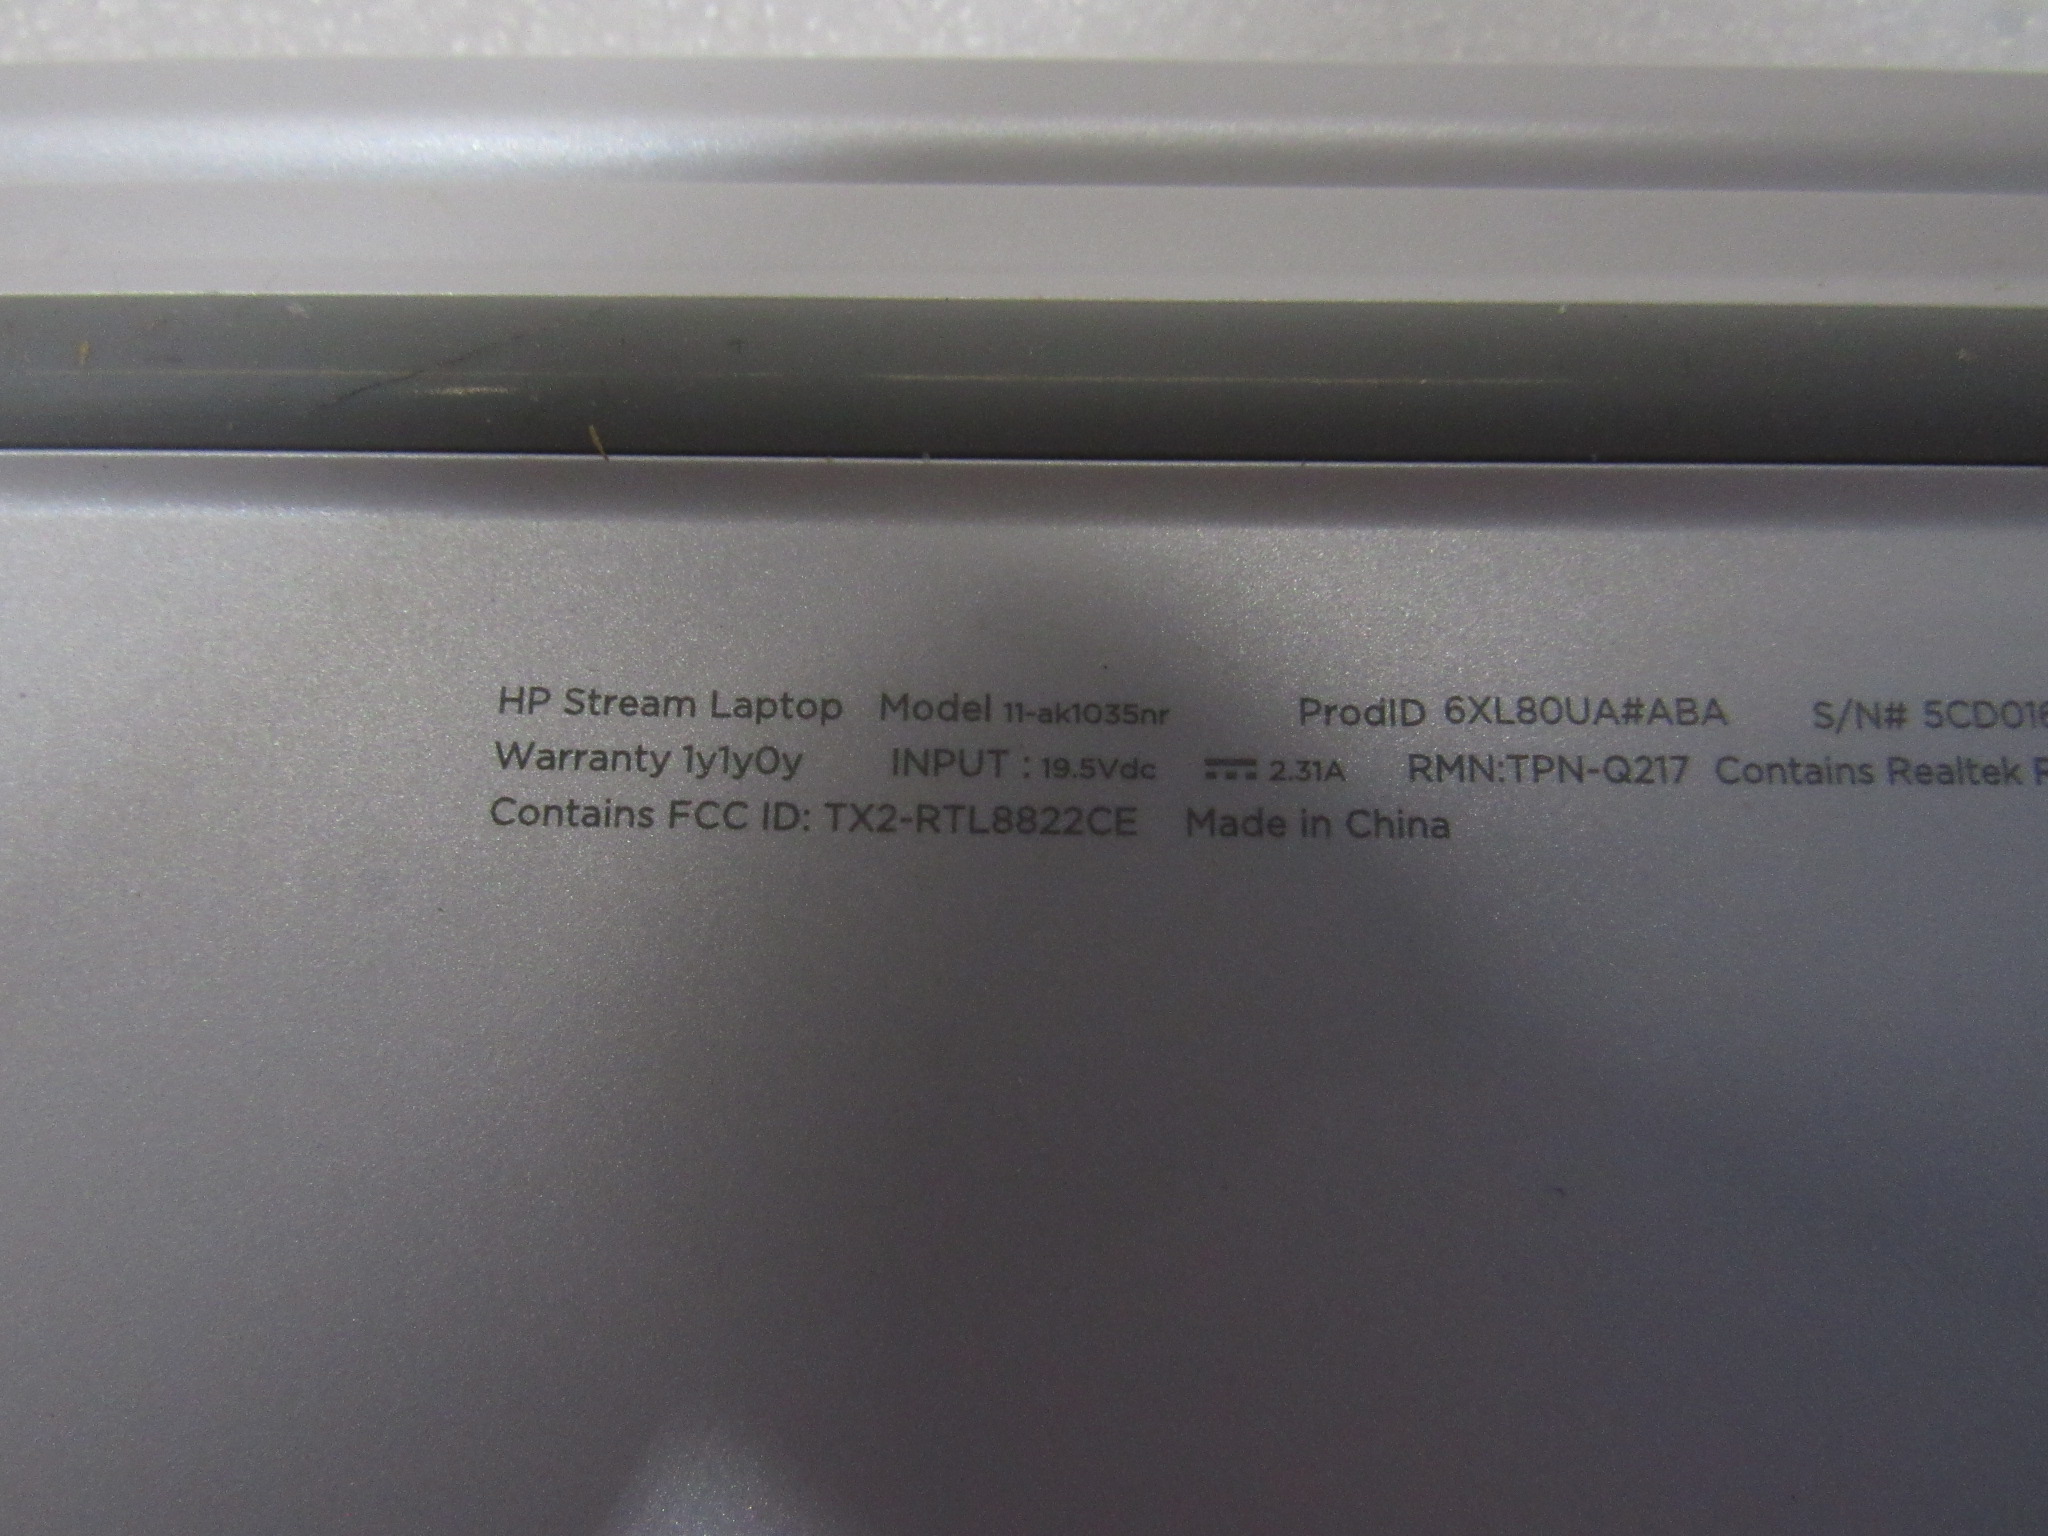 HP Stream Laptop Model 11-ak1035nr ProdID 6XL80UA#ABA S/N# 5CD016
Warranty 1y1y0y INPUT : 19.5Vdc ⎓ 2.31A RMN:TPN-Q217 Contains Realtek
Contains FCC ID: TX2-RTL8822CE Made in China